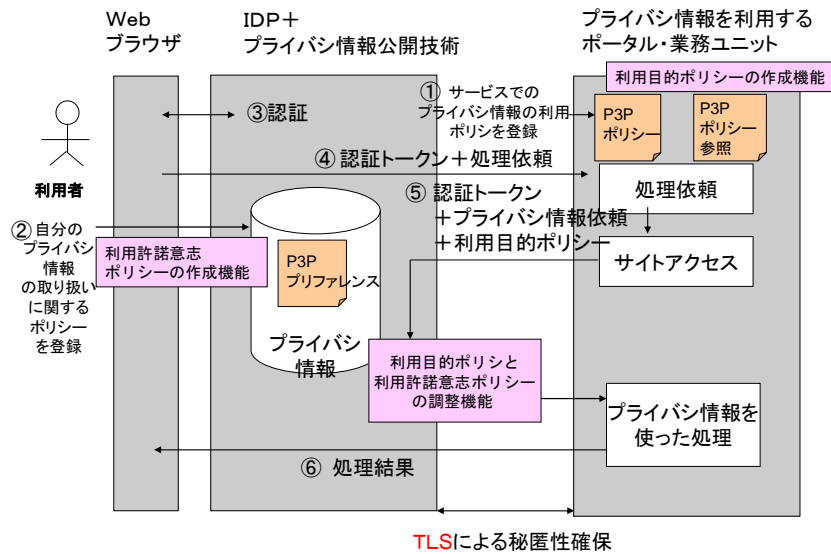 Ｗｅｂ
ブラウザ
ＩＤＰ＋
プライバシ情報公開技術
プライバシ情報を利用する
ポータル・業務ユニット
利用目的ポリシーの作成機能
① サービスでの
プライバシ情報の利用
ポリシを登録
P3P
ポリシー
P3P
ポリシー
参照
③認証
④ 認証トークン＋処理依頼
処理依頼
利用者
⑤ 認証トークン
＋プライバシ情報依頼
＋利用目的ポリシー
②自分の
プライバシ
情報
の取り扱い
に関する
ポリシー
を登録
利用許諾意志
ポリシーの作成機能
P3P
プリファレンス
サイトアクセス
プライバシ
情報
利用目的ポリシと
利用許諾意志ポリシー
の調整機能
プライバシ情報を
使った処理
⑥ 処理結果
TLSによる秘匿性確保